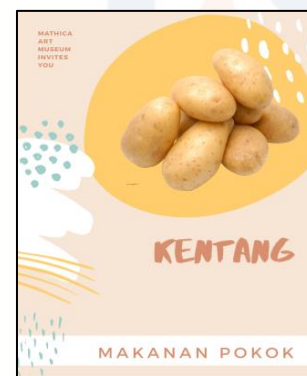 MATHICA
ART
MUSEUM
INVITES
YOU
KENTANG
MAKANAN POKOK